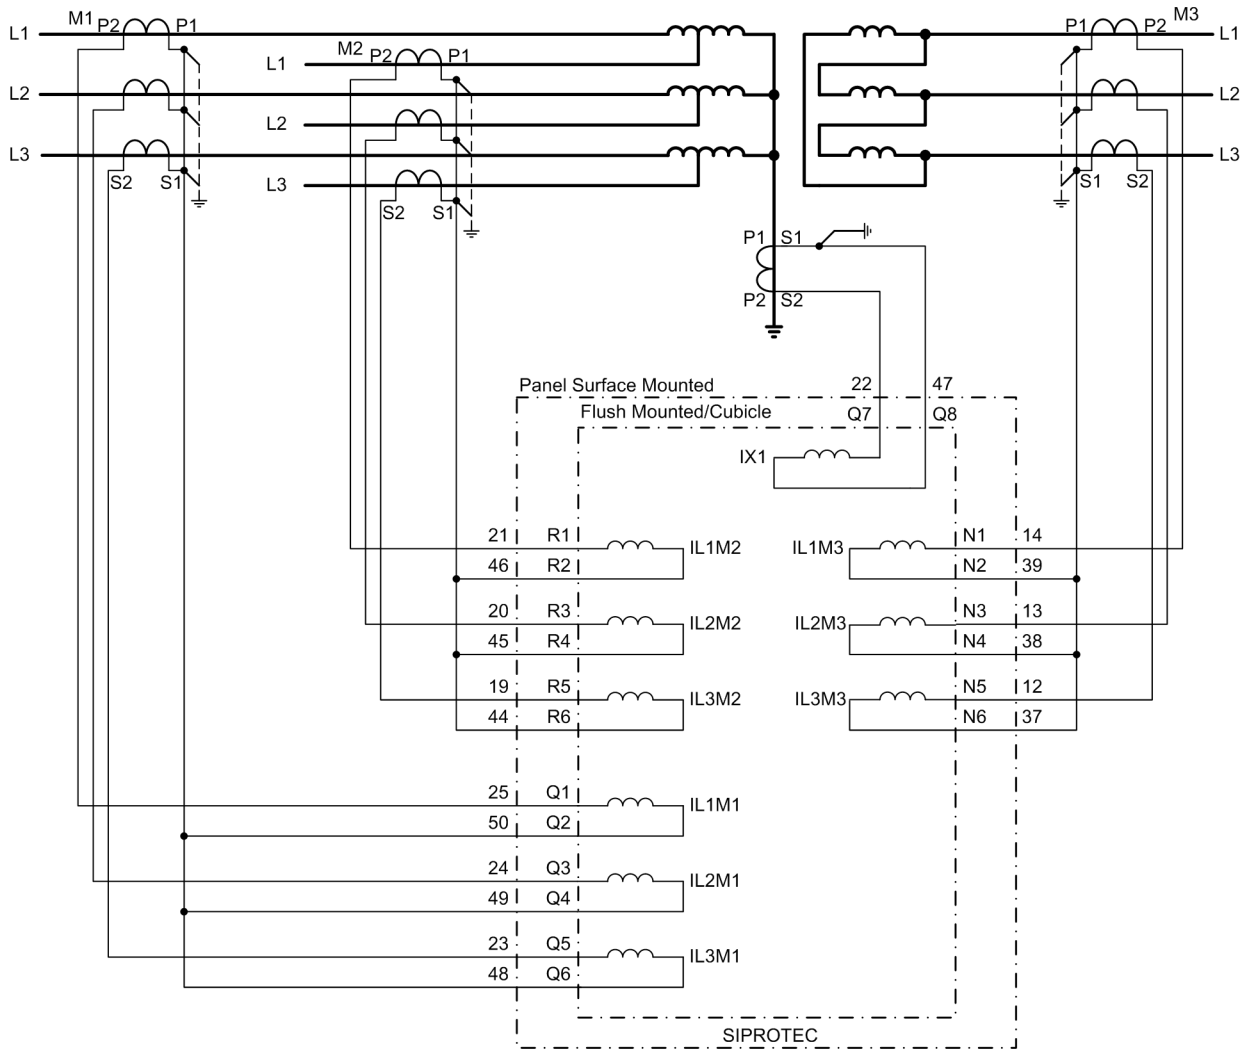 M1 P2 P1
P1 P2 M3
L1
L1
M2 P2 P1
L1
L2
L2
L2
L3
L3
L3
S2 S1
S1 S2
S2 S1
P1 S1
P2 S2
Panel Surface Mounted
22 47
Flush Mounted/Cubicle
Q7 Q8
IX1
21 R1 IL1M2
IL1M3 N1 14
46 R2
N2 39
20 R3 IL2M2
IL2M3 N3 13
45 R4
N4 38
19 R5 IL3M2
IL3M3 N5 12
44 R6
N6 37
25 Q1 IL1M1
50 Q2
24 Q3 IL2M1
49 Q4
23 Q5 IL3M1
48 Q6
SIPROTEC